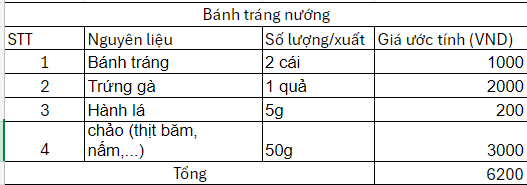 Bánh tráng nướng
STT Nguyên liệu Số lượng/xuất Giá ước tính (VND)
1 Bánh tráng 2 cái 1000
2 Trứng gà 1 quả 2000
3 Hành lá 5g 200
chảo (thịt băm,
4 nấm,...) 50g 3000
Tổng 6200